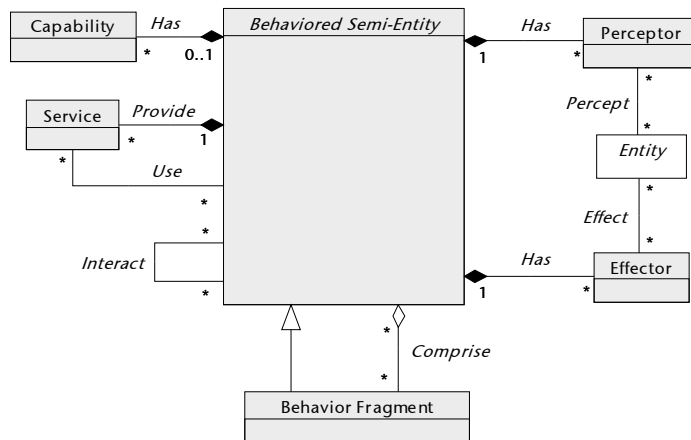 Capability
Has
*
0..1
Behaviored Semi-Entity
Has
1
*
Perceptor
*
Percept
*
Service
Provide
*
1
*
Use
*
Entity
*
Effect
*
*
Interact
*
Has
1
*
Effector
*
Comprise
*
Behavior Fragment